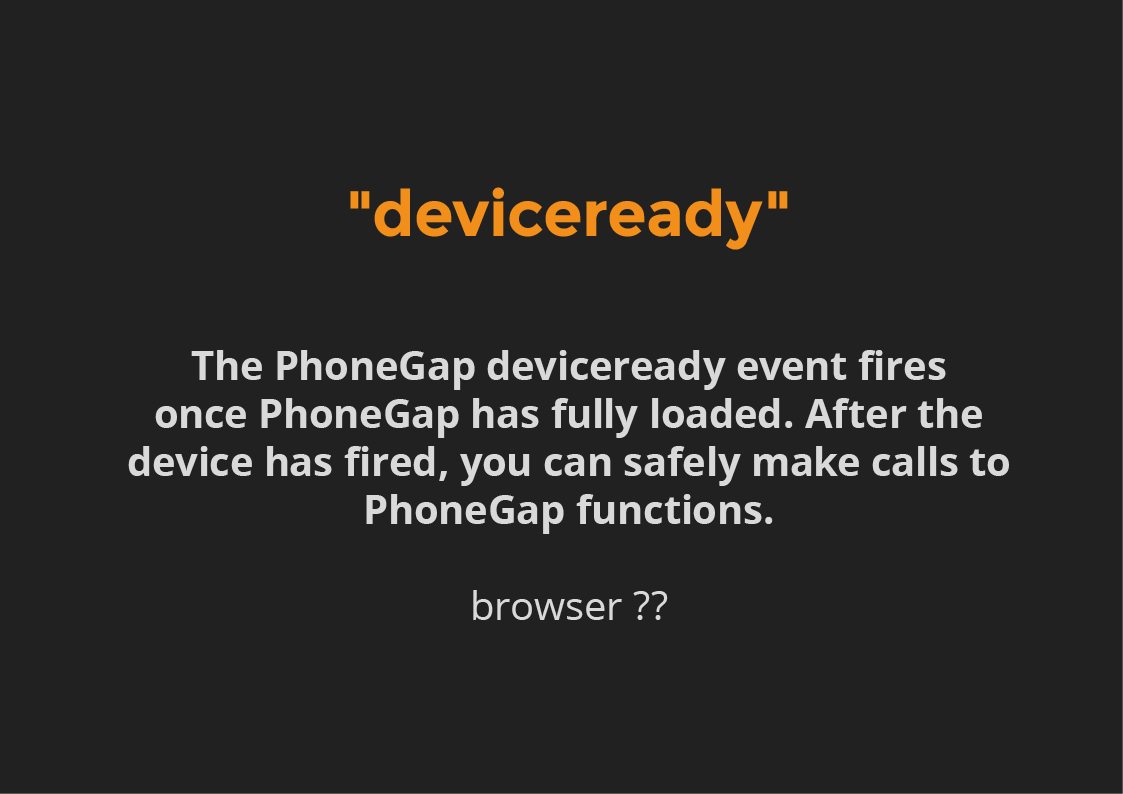 "deviceready"
The PhoneGap deviceready event fires
once PhoneGap has fully loaded. After the
device has fired, you can safely make calls to
PhoneGap functions.
browser ??